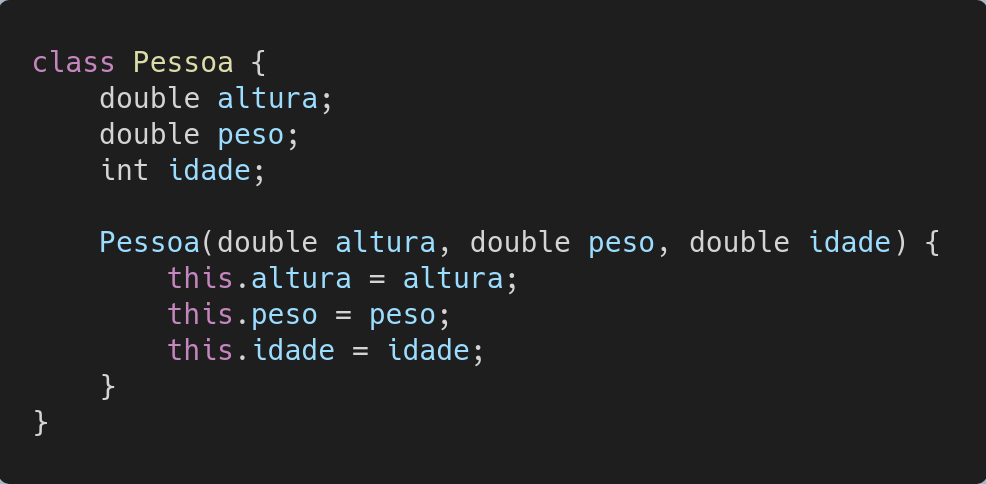 class Pessoa {
    double altura;
    double peso;
    int idade;

    Pessoa(double altura, double peso, double idade) {
        this.altura = altura;
        this.peso = peso;
        this.idade = idade;
    }
}